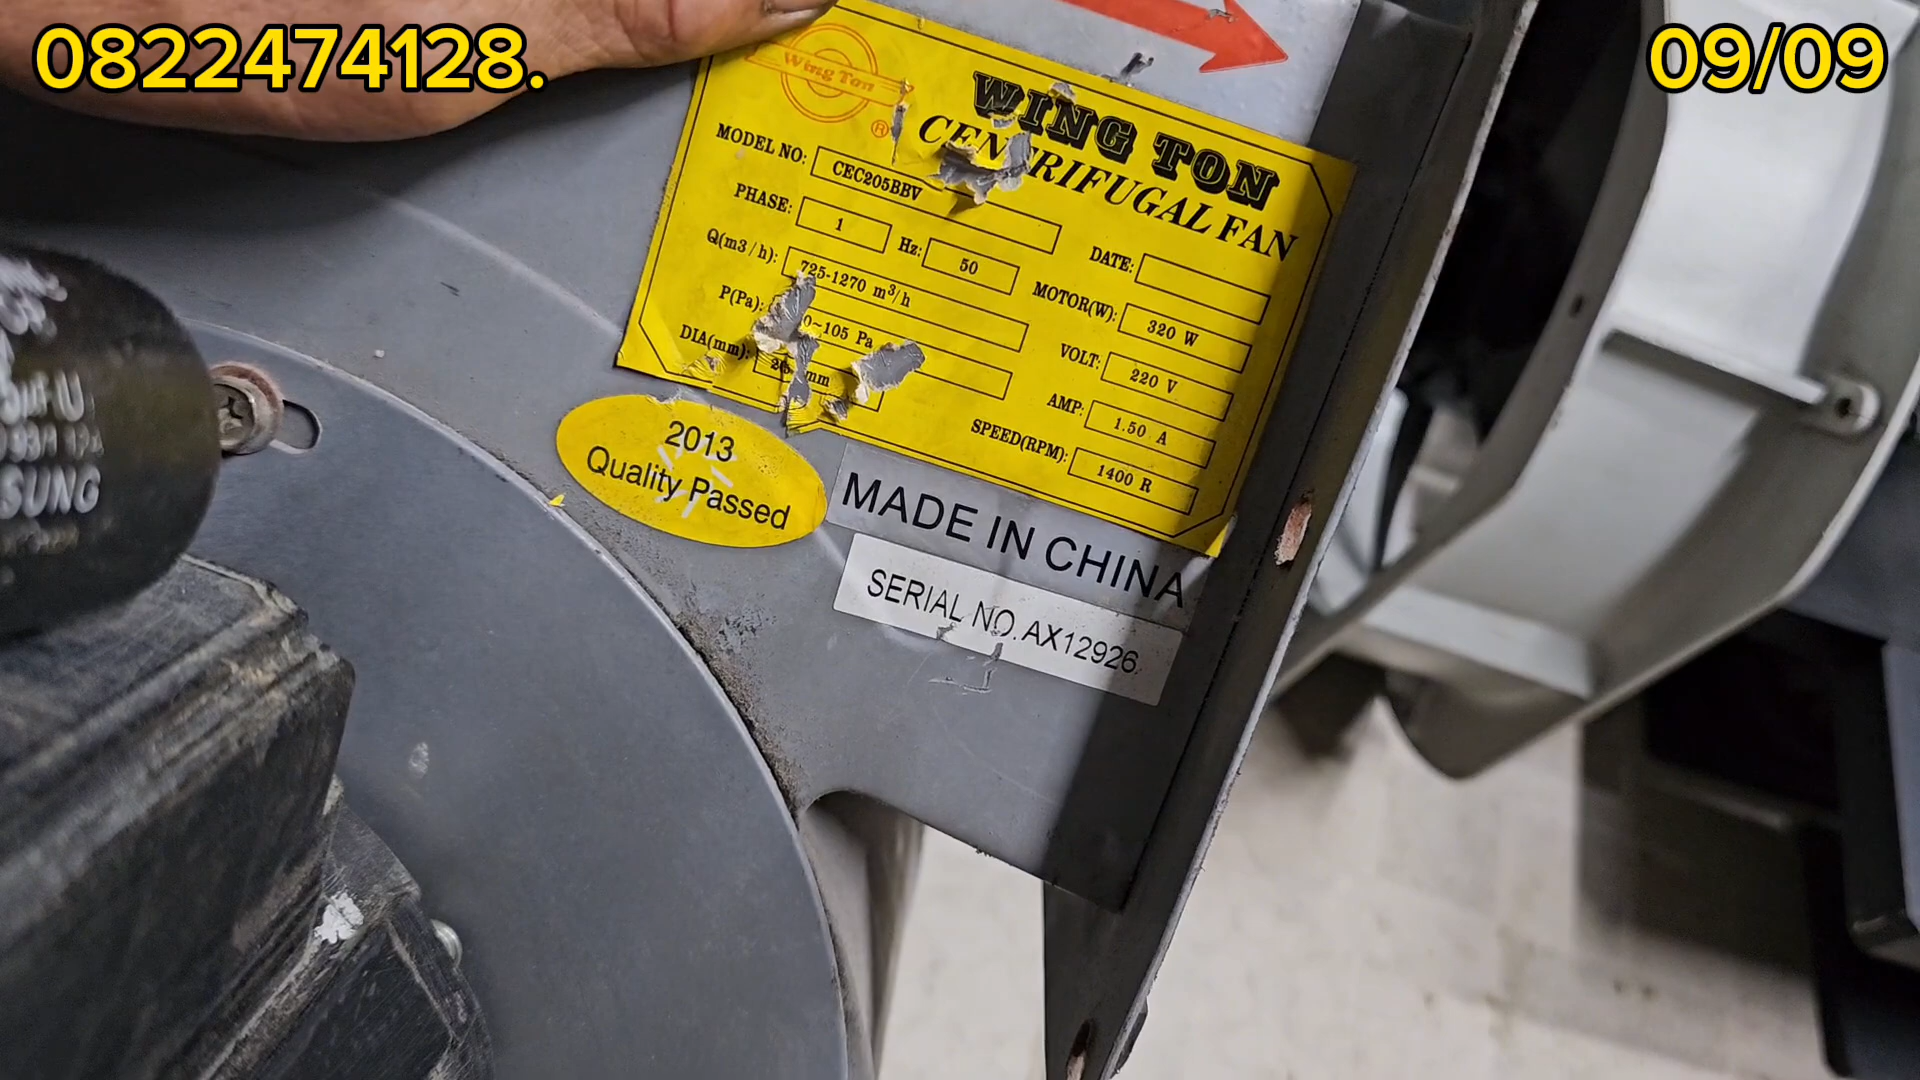 0822474128.
09/09
Wing Ton
®
WING TON
CENTRIFUGAL FAN
MODEL NO: CEC205BBV
PHASE: 1 Hz: 50
DATE:
Q(m3/h): 725-1270 m³/h
MOTOR(W): 320 W
P(Pa): 0~105 Pa
VOLT: 220 V
DIA(mm): mm
AMP: 1.50 A
SPEED(RPM): 1400 R
2013
Quality Passed
MADE IN CHINA
SERIAL NO. AX12926
SUNG